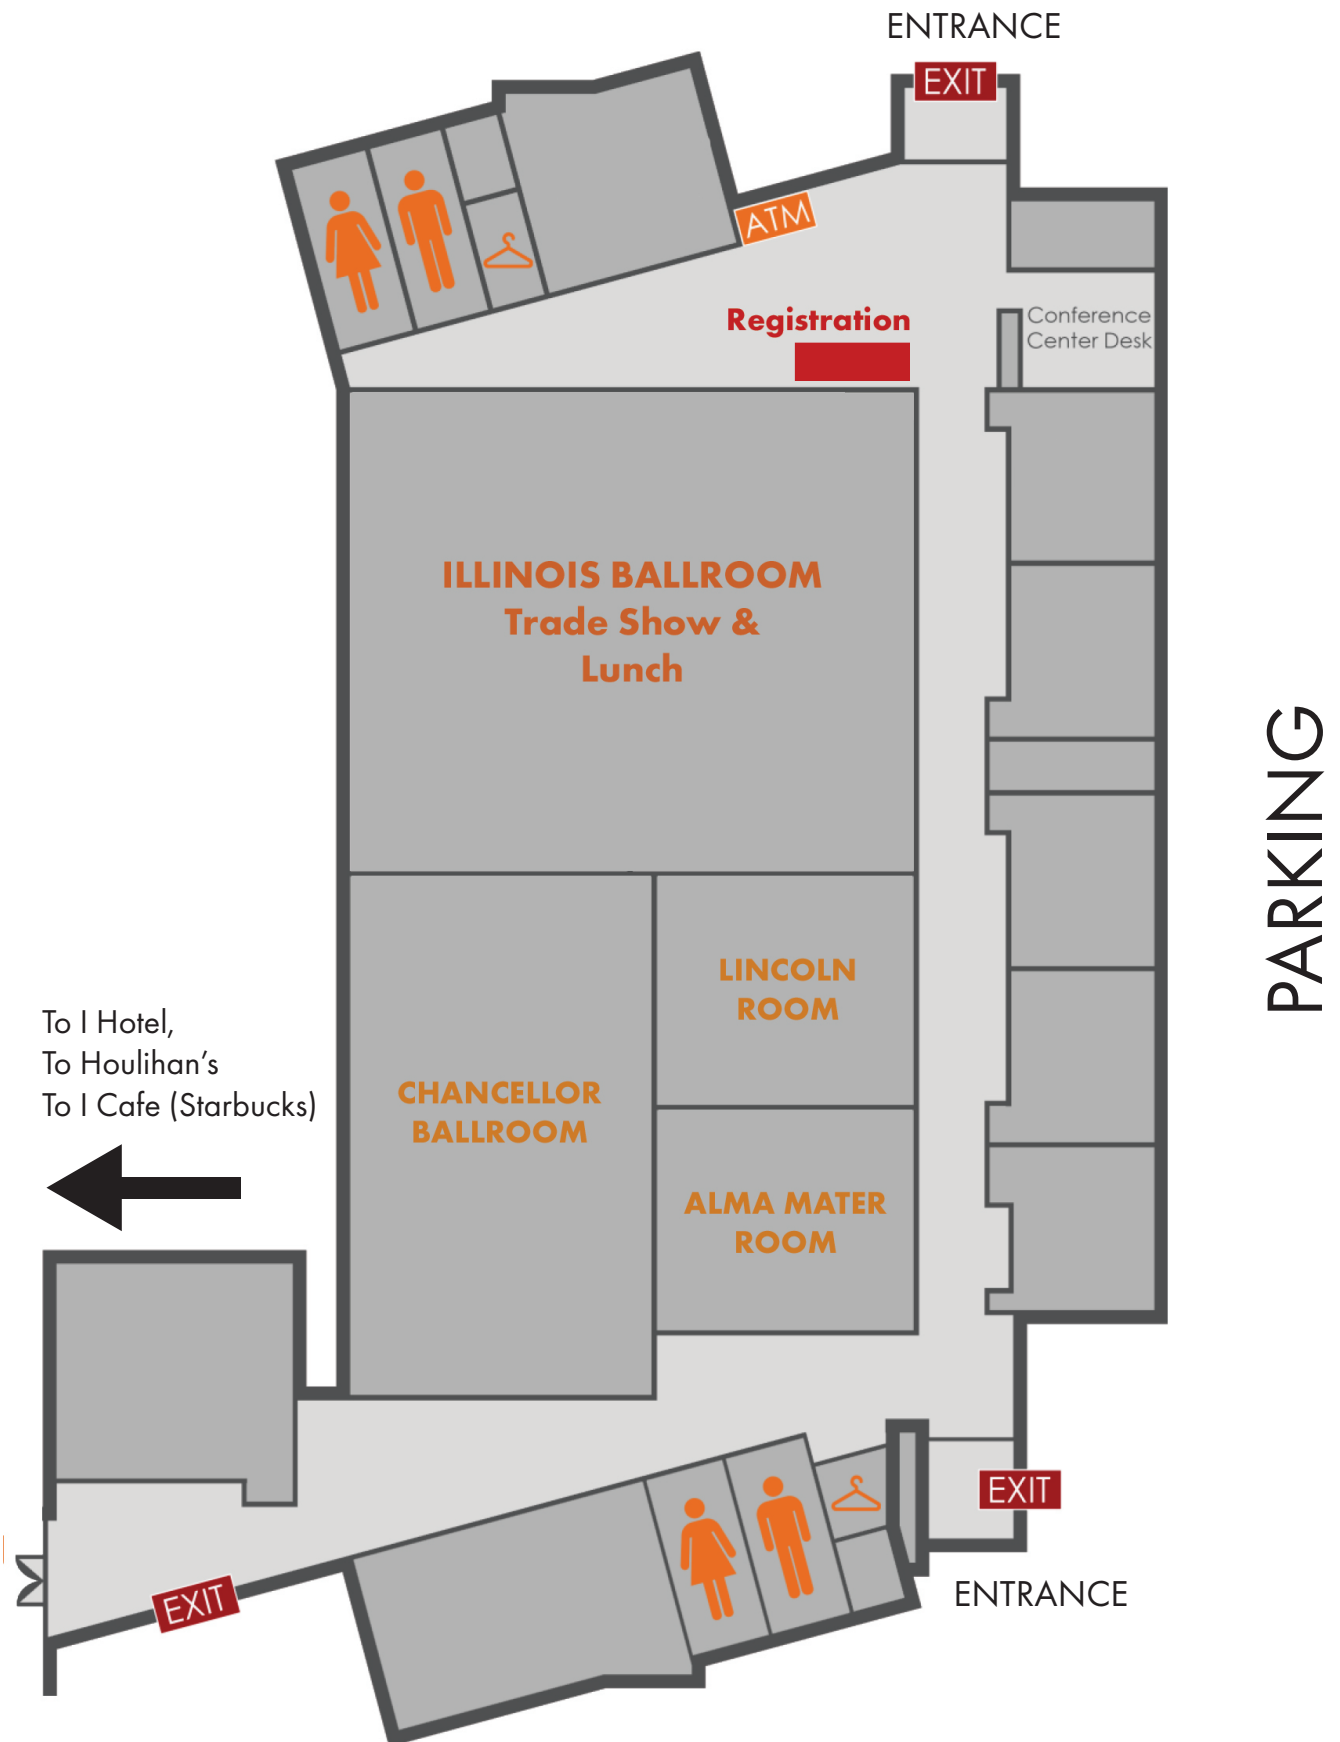 ENTRANCE
EXIT
ATM
Registration
Conference
Center Desk
ILLINOIS BALLROOM
Trade Show &
Lunch
PARKING
LINCOLN
ROOM
To I Hotel,
To Houlihan's
To I Cafe (Starbucks)
CHANCELLOR
BALLROOM
ALMA MATER
ROOM
EXIT
EXIT
ENTRANCE